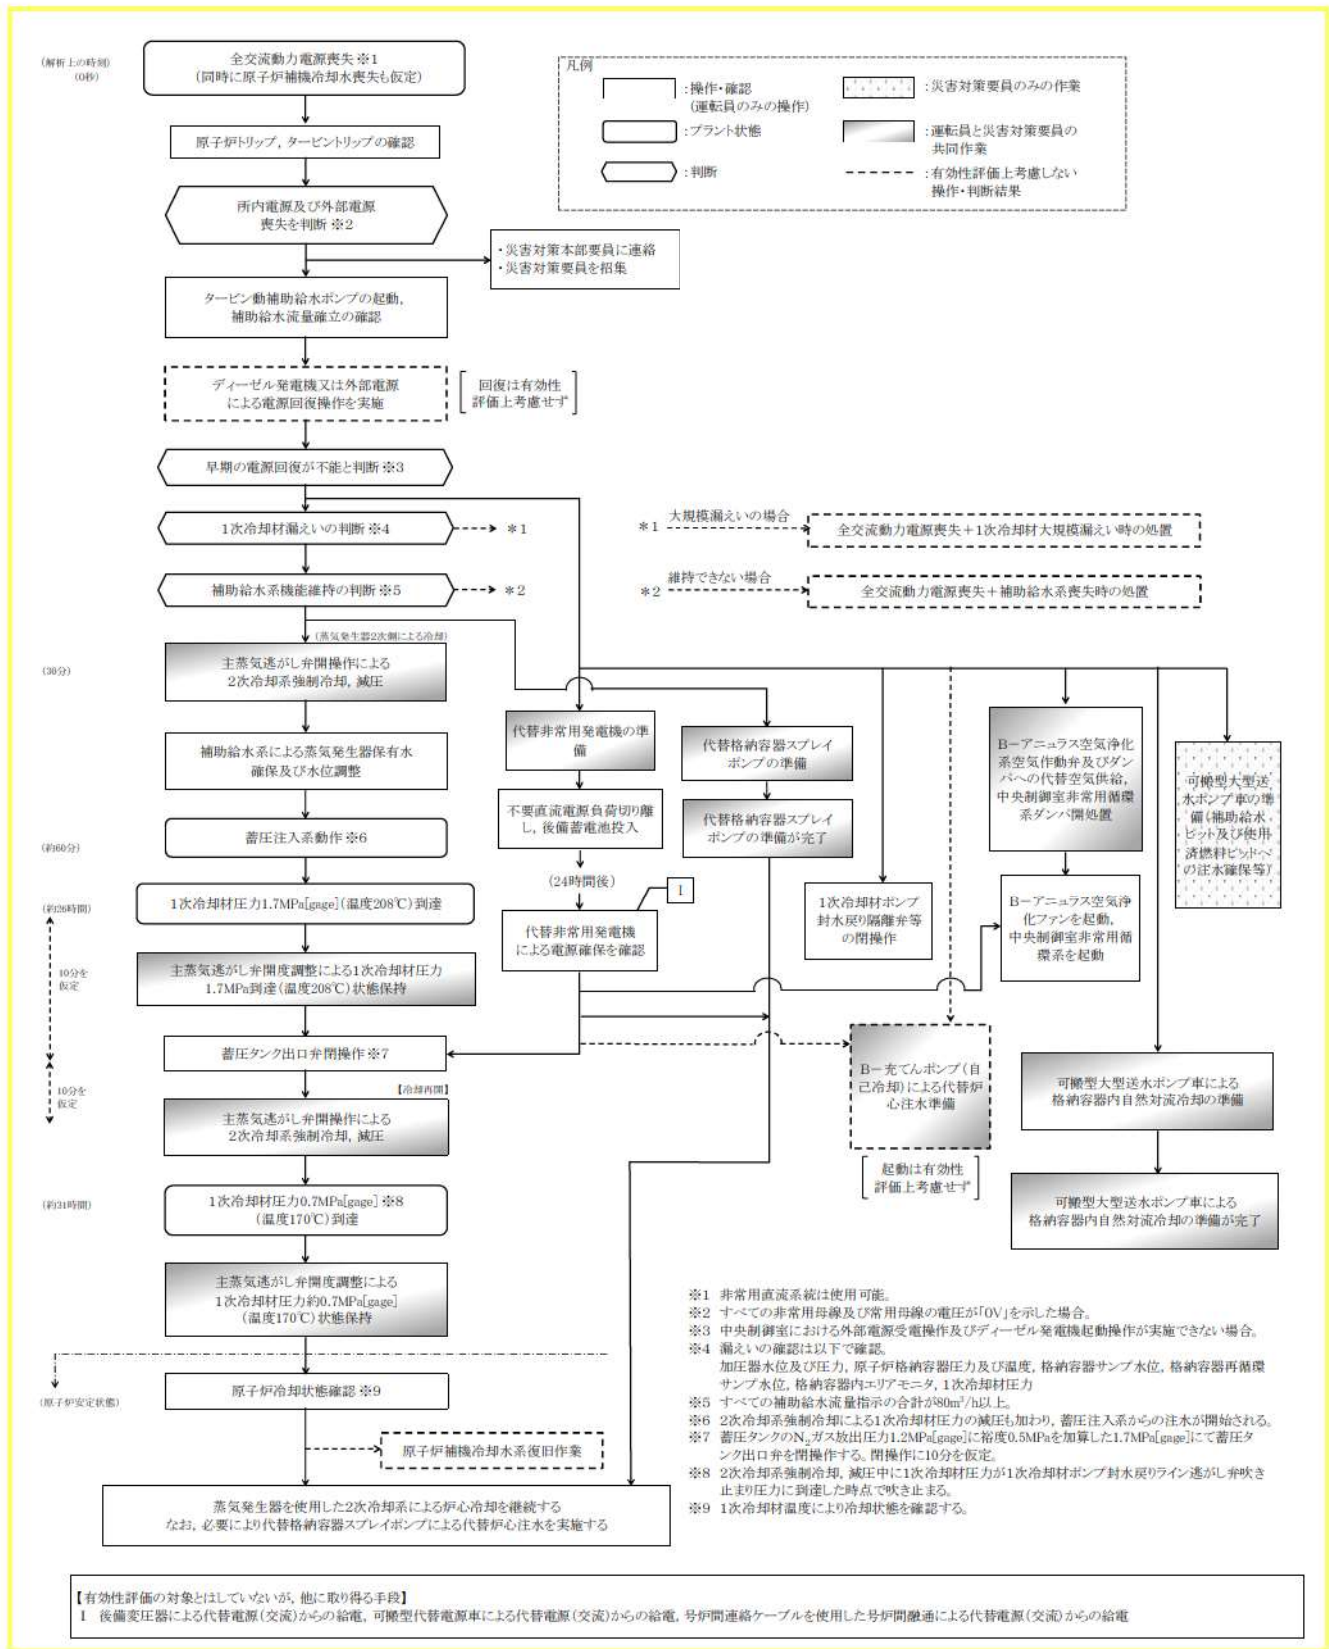 (解析上の時刻)
(0秒)
全交流動力電源喪失※1
(同時に原子炉補機冷却水喪失も仮定)
原子炉トリップ，タービントリップの確認
所内電源及び外部電源
喪失を判断※2
・災害対策本部要員に連絡
・災害対策要員を招集
タービン動補助給水ポンプの起動，
補助給水流量確立の確認
ディーゼル発電機又は外部電源
による電源回復操作を実施
回復は有効性
評価上考慮せず
早期の電源回復が不能と判断※3
1次冷却材漏えいの判断※4
＊1
補助給水系機能維持の判断※5
＊2
凡例
:操作・確認
(運転員のみの操作)
:プラント状態
:判断
:災害対策要員のみの作業
:運転員と災害対策要員の
共同作業
:有効性評価上考慮しない
操作・判断結果
＊1
大規模漏えいの場合
全交流動力電源喪失＋1次冷却材大規模漏えい時の処置
＊2
維持できない場合
全交流動力電源喪失＋補助給水系喪失時の処置
(蒸気発生器2次側による冷却)
(30分)
主蒸気逃がし弁開操作による
2次冷却系強制冷却，減圧
補助給水系による蒸気発生器保有水
確保及び水位調整
蓄圧注入系動作※6
(約60分)
(約26時間)
1次冷却材圧力1.7MPa[gage](温度208℃)到達
10分を
仮定
主蒸気逃がし弁開度調整による1次冷却材圧力
1.7MPa到達(温度208℃)状態保持
蓄圧タンク出口弁閉操作※7
10分を
仮定
【冷却再開】
主蒸気逃がし弁開操作による
2次冷却系強制冷却，減圧
(約31時間)
1次冷却材圧力0.7MPa[gage]※8
(温度170℃)到達
主蒸気逃がし弁開度調整による
1次冷却材圧力約0.7MPa[gage]
(温度170℃)状態保持
(原子炉安定状態)
原子炉冷却状態確認※9
原子炉補機冷却水系復旧作業
蒸気発生器を使用した2次冷却系による炉心冷却を継続する
なお，必要により代替格納容器スプレイポンプによる代替炉心注水を実施する
代替非常用発電機の準
備
不要直流電源負荷切り離
し，後備蓄電池投入
(24時間後)
1
代替非常用発電機
による電源確保を確認
代替格納容器スプレイ
ポンプの準備
代替格納容器スプレイ
ポンプの準備が完了
1次冷却材ポンプ
封水戻り隔離弁等
の閉操作
B－アニュラス空気浄化
系空気作動弁及びダン
パへの代替空気供給，
中央制御室非常用循環
系ダンパ開処置
B－アニュラス空気浄
化ファンを起動，
中央制御室非常用循
環系を起動
可搬型大型送
水ポンプ車の準
備(補助給水
ピット及び使用
済燃料ピットへ
の注水確保等)
B－充てんポンプ(自
己冷却)による代替炉
心注水準備
起動は有効性
評価上考慮せず
可搬型大型送水ポンプ車による
格納容器内自然対流冷却の準備
可搬型大型送水ポンプ車による
格納容器内自然対流冷却の準備が完了
※1 非常用直流系統は使用可能。
※2 すべての非常用母線及び常用母線の電圧が「0V」を示した場合。
※3 中央制御室における外部電源受電操作及びディーゼル発電機起動操作が実施できない場合。
※4 漏えいの確認は以下で確認。
加圧器水位及び圧力，原子炉格納容器圧力及び温度，格納容器サンプ水位，格納容器再循環
サンプ水位，格納容器内エリアモニタ，1次冷却材圧力
※5 すべての補助給水流量指示の合計が80m³/h以上。
※6 2次冷却系強制冷却による1次冷却材圧力の減圧も加わり，蓄圧注入系からの注水が開始される。
※7 蓄圧タンクのN₂ガス放出圧力1.2MPa[gage]に裕度0.5MPaを加算した1.7MPa[gage]にて蓄圧タ
ンク出口弁を閉操作する。閉操作に10分を仮定。
※8 2次冷却系強制冷却，減圧中に1次冷却材圧力が1次冷却材ポンプ封水戻りライン逃がし弁吹き
止まり圧力に到達した時点で吹き止まる。
※9 1次冷却材温度により冷却状態を確認する。
【有効性評価の対象とはしていないが，他に取り得る手段】
1 後備変圧器による代替電源(交流)からの給電，可搬型代替電源車による代替電源(交流)からの給電，号炉間連絡ケーブルを使用した号炉間融通による代替電源(交流)からの給電